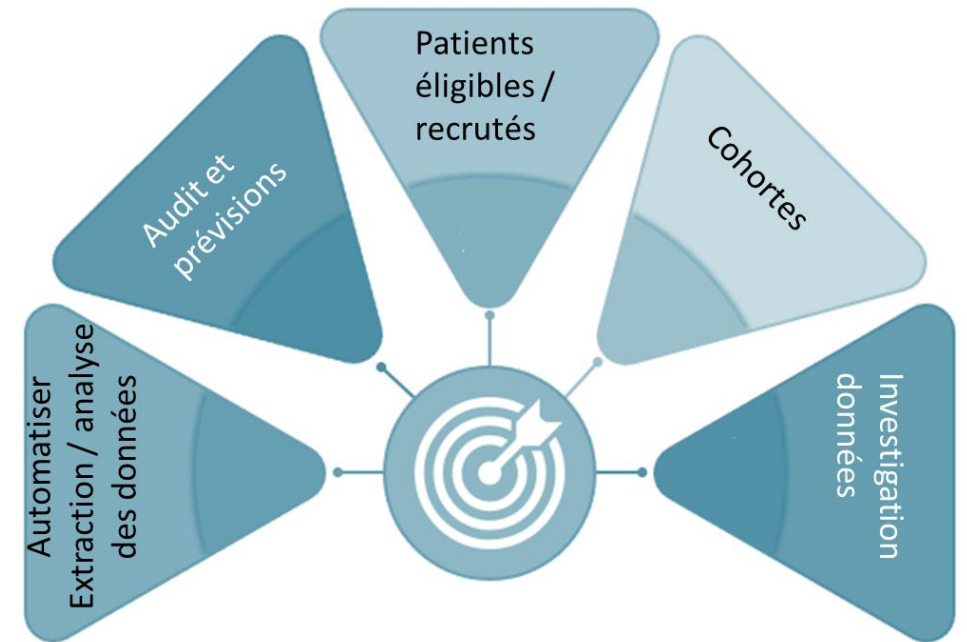 Automatiser
Extraction / analyse
des données
Audit et
prévisions
Patients
éligibles /
recrutés
Cohortes
Investigation
données